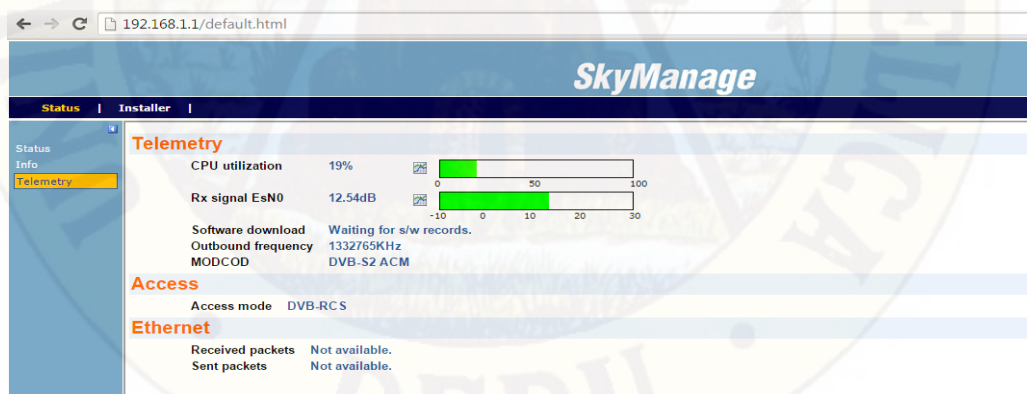 192.168.1.1/default.html
SkyManage
Status | Installer |
Status
Info
Telemetry
Telemetry
CPU utilization 19%
0 50 100
Rx signal EsN0 12.54dB
-10 0 10 20 30
Software download Waiting for s/w records.
Outbound frequency 1332765KHz
MODCOD DVB-S2 ACM
Access
Access mode DVB-RCS
Ethernet
Received packets Not available.
Sent packets Not available.